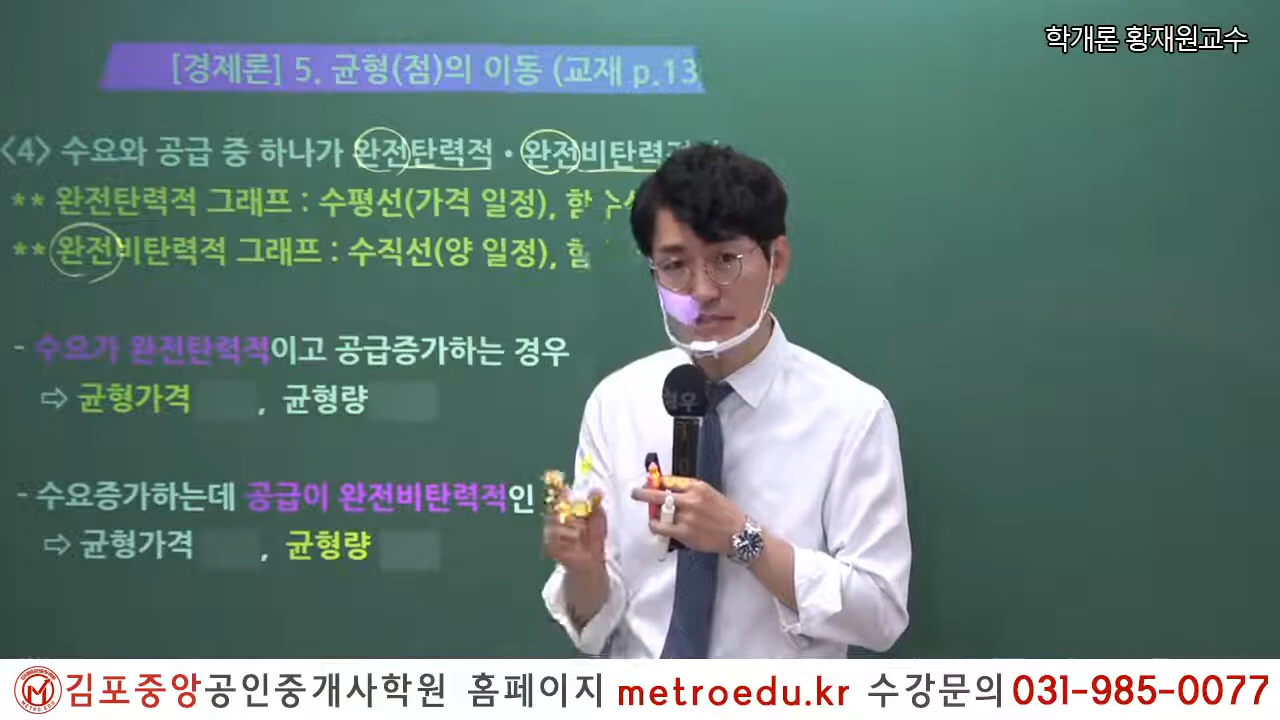 학개론 황재원교수
[경제론] 5. 균형(점)의 이동 (교재 p.13
<4> 수요와 공급 중 하나가 완전탄력적 · 완전비탄력적
** 완전탄력적 그래프 : 수평선(가격 일정), 함수
** 완전비탄력적 그래프 : 수직선(양 일정), 함
- 수요가 완전탄력적이고 공급증가하는 경우
⇨ 균형가격 , 균형량
- 수요증가하는데 공급이 완전비탄력적인
⇨ 균형가격 , 균형량
김포중앙공인중개사학원 홈페이지 metroedu.kr 수강문의 031-985-0077